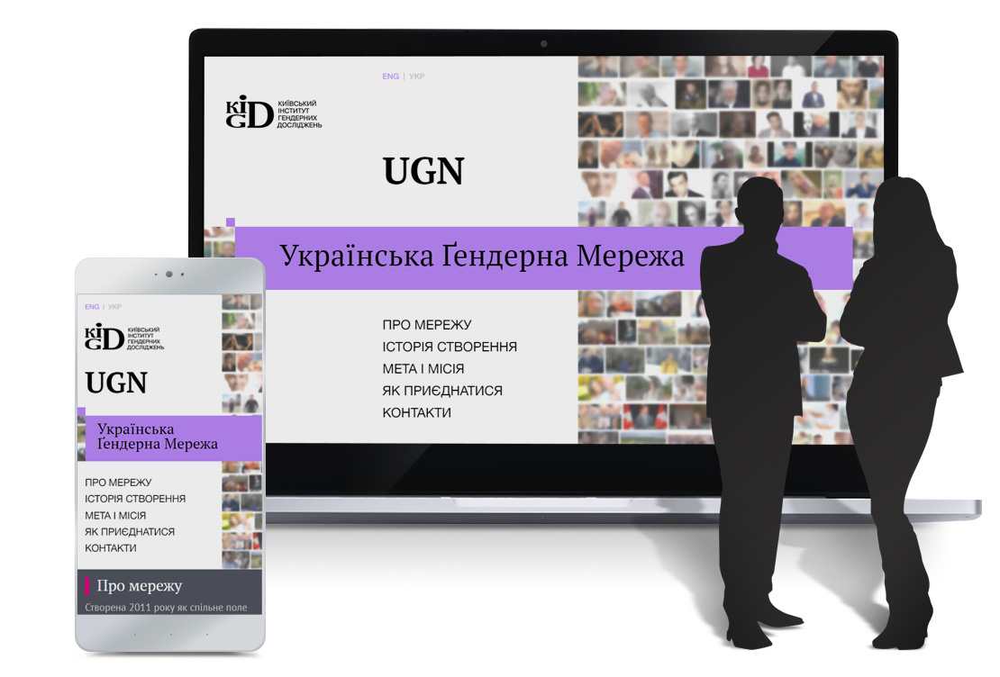 ENG | УКР
КІGD
КИЇВСЬКИЙ
ІНСТИТУТ
ГЕНДЕРНИХ
ДОСЛІДЖЕНЬ
UGN
Українська Ґендерна Мережа
ПРО МЕРЕЖУ
ІСТОРІЯ СТВОРЕННЯ
МЕТА І МІСІЯ
ЯК ПРИЄДНАТИСЯ
КОНТАКТИ
ENG | УКР
КІGD
КИЇВСЬКИЙ
ІНСТИТУТ
ГЕНДЕРНИХ
ДОСЛІДЖЕНЬ
UGN
Українська
Ґендерна Мережа
ПРО МЕРЕЖУ
ІСТОРІЯ СТВОРЕННЯ
МЕТА І МІСІЯ
ЯК ПРИЄДНАТИСЯ
КОНТАКТИ
Про мережу
Створена 2011 року як спільне поле